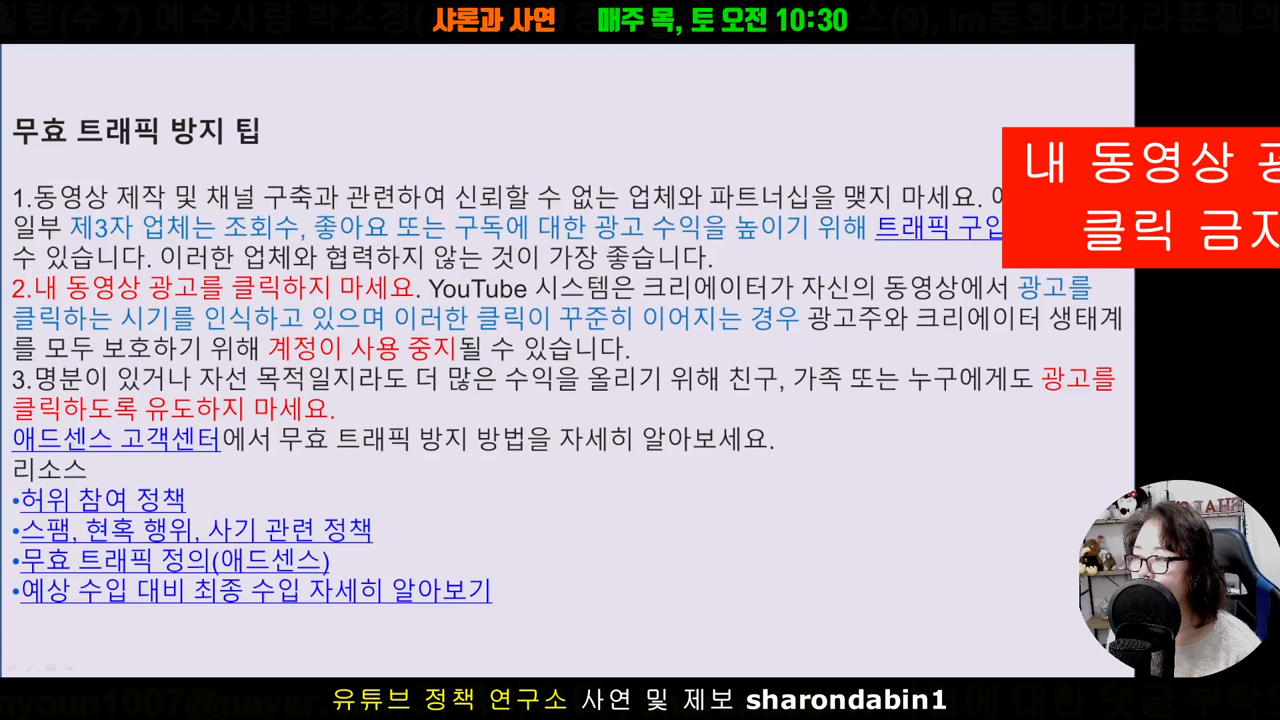 샤론과 사연 매주 목, 토 오전 10:30
무효 트래픽 방지 팁
1.동영상 제작 및 채널 구축과 관련하여 신뢰할 수 없는 업체와 파트너십을 맺지 마세요.
일부 제3자 업체는 조회수, 좋아요 또는 구독에 대한 광고 수익을 높이기 위해 트래픽 구입
수 있습니다. 이러한 업체와 협력하지 않는 것이 가장 좋습니다.
2.내 동영상 광고를 클릭하지 마세요. YouTube 시스템은 크리에이터가 자신의 동영상에서 광고를
클릭하는 시기를 인식하고 있으며 이러한 클릭이 꾸준히 이어지는 경우 광고주와 크리에이터 생태계
를 모두 보호하기 위해 계정이 사용 중지될 수 있습니다.
3.명분이 있거나 자선 목적일지라도 더 많은 수익을 올리기 위해 친구, 가족 또는 누구에게도 광고를
클릭하도록 유도하지 마세요.
애드센스 고객센터에서 무효 트래픽 방지 방법을 자세히 알아보세요.
리소스
•허위 참여 정책
•스팸, 현혹 행위, 사기 관련 정책
•무효 트래픽 정의(애드센스)
•예상 수입 대비 최종 수입 자세히 알아보기
내 동영상
클릭
유튜브 정책 연구소 사연 및 제보 sharondabin1